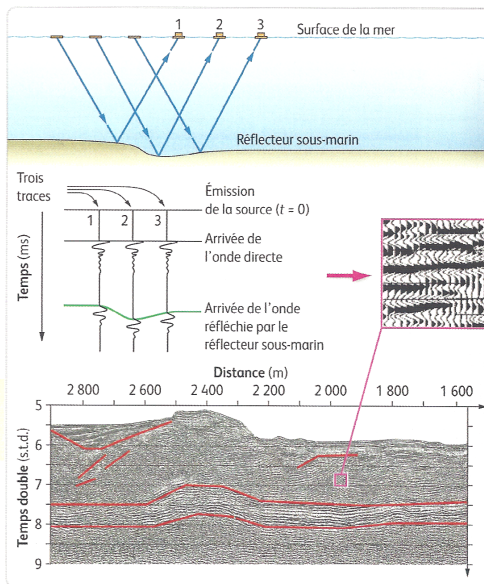 1 2 3
Surface de la mer
Réflecteur sous-marin
Trois
traces
Émission
de la source (t = 0)
1 2 3
Arrivée de
l'onde directe
Temps (ms)
Arrivée de l'onde
réfléchie par le
réflecteur sous-marin
Distance (m)
2 800 2 600 2 400 2 200 2 000 1 800 1 600
Temps double (s.t.d.)
5
6
7
8
9